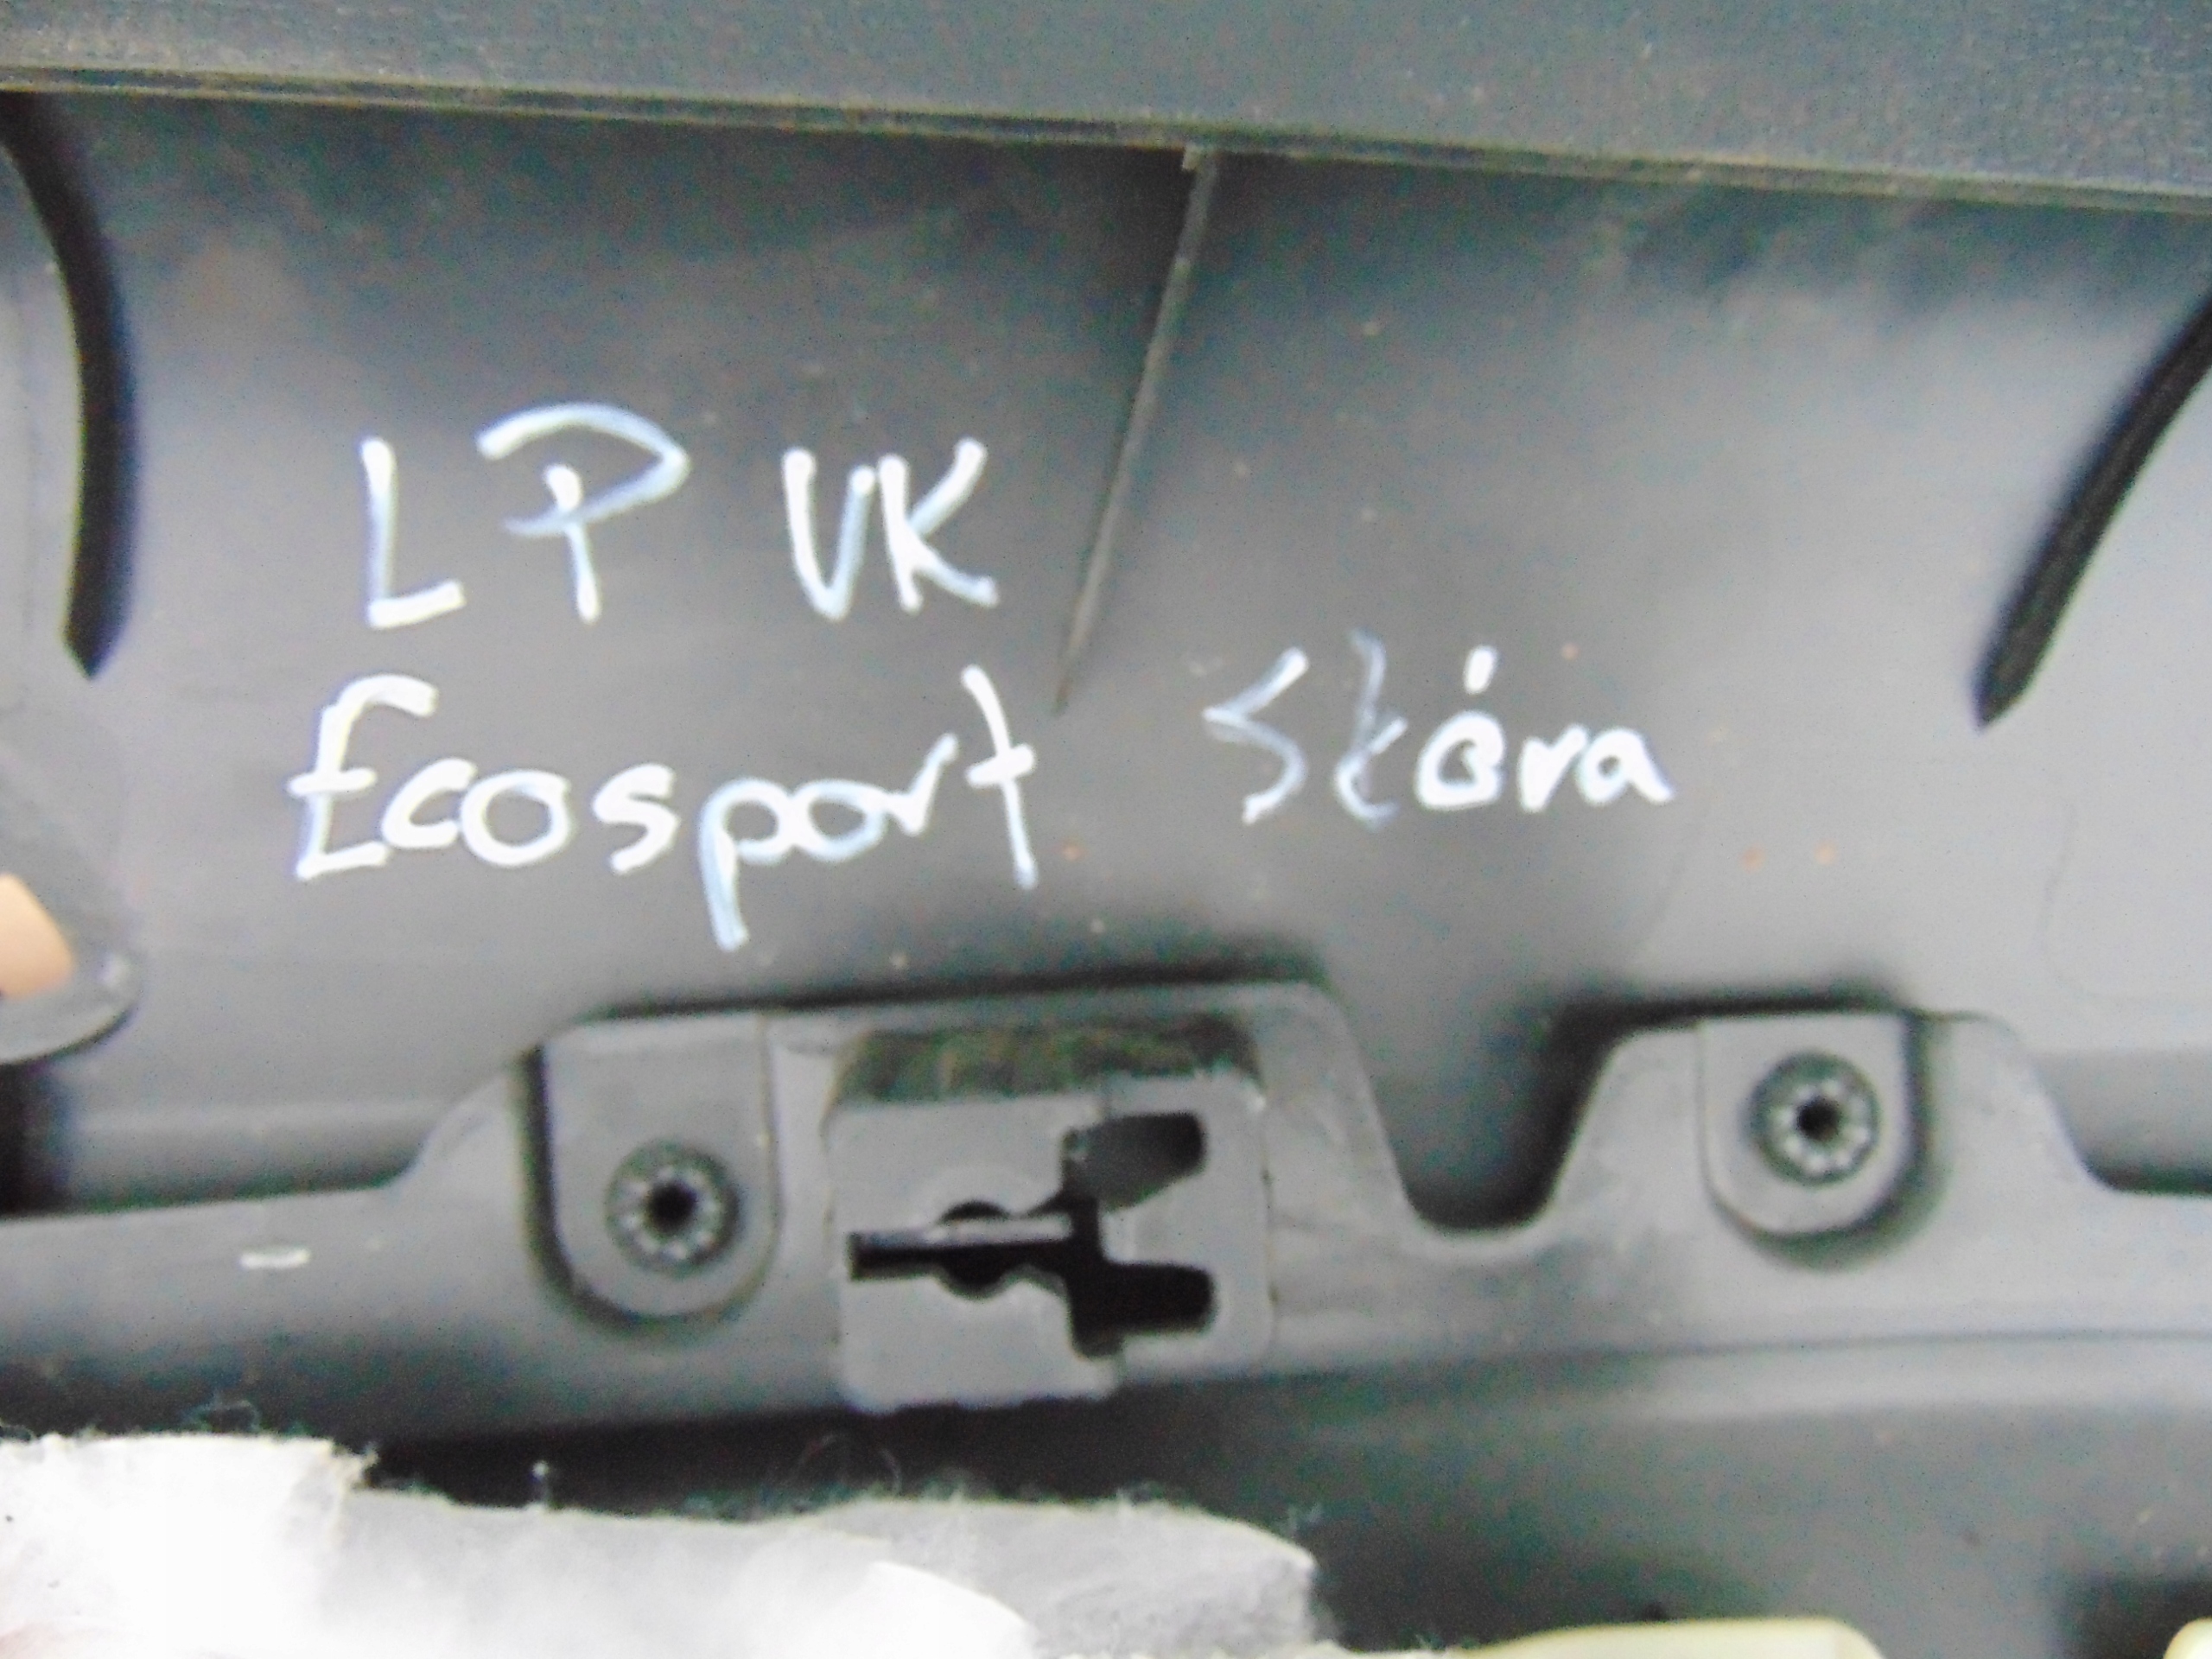 LP UK
Ecosport Skóra